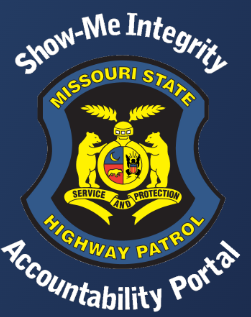 Show-Me Integrity
MISSOURI STATE
SERVICE AND PROTECTION
HIGHWAY PATROL
Accountability Portal